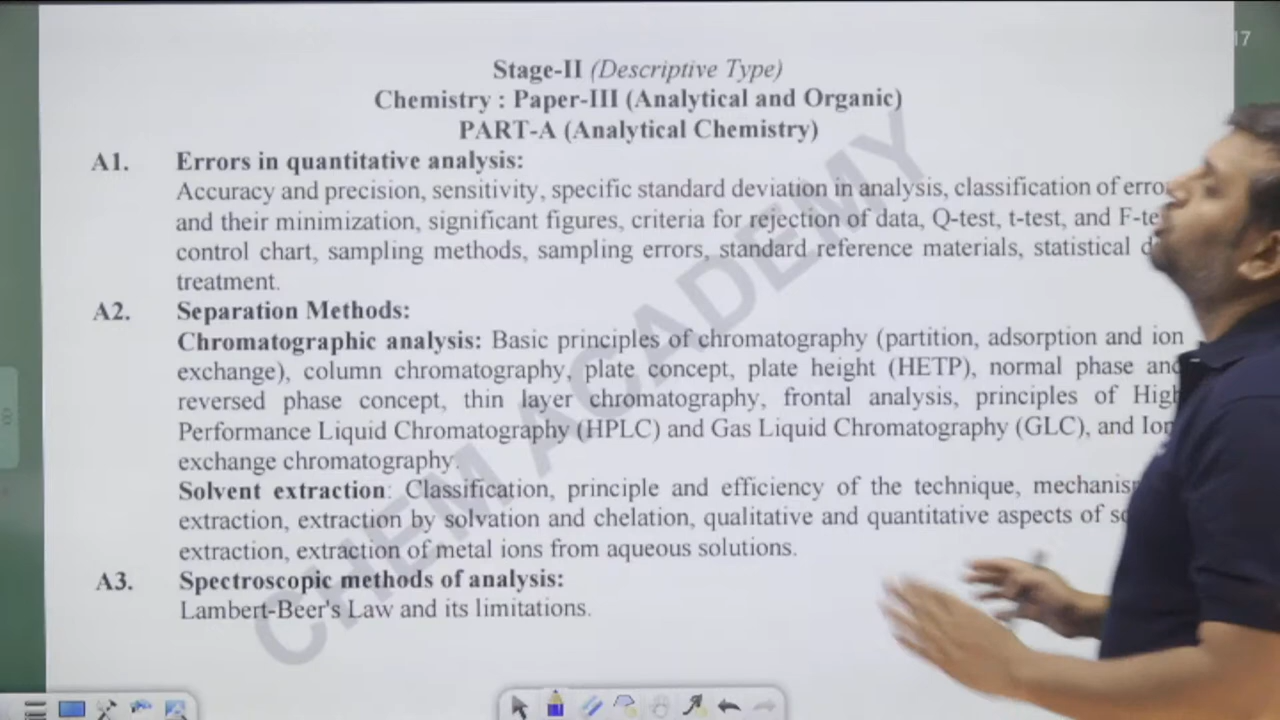 17
Stage-II (Descriptive Type)
Chemistry : Paper-III (Analytical and Organic)
PART-A (Analytical Chemistry)
A1. Errors in quantitative analysis:
Accuracy and precision, sensitivity, specific standard deviation in analysis, classification of
and their minimization, significant figures, criteria for rejection of data, Q-test, t-test, and
control chart, sampling methods, sampling errors, standard reference materials, statistical
treatment.
A2. Separation Methods:
Chromatographic analysis: Basic principles of chromatography (partition, adsorption and ion
exchange), column chromatography, plate concept, plate height (HETP), normal phase and
reversed phase concept, thin layer chromatography, frontal analysis, principles of High
Performance Liquid Chromatography (HPLC) and Gas Liquid Chromatography (GLC), and Ion
exchange chromatography.
Solvent extraction: Classification, principle and efficiency of the technique, mechanism
extraction, extraction by solvation and chelation, qualitative and quantitative aspects of
extraction, extraction of metal ions from aqueous solutions.
A3. Spectroscopic methods of analysis:
Lambert-Beer's Law and its limitations.
CHEM ACADEMY